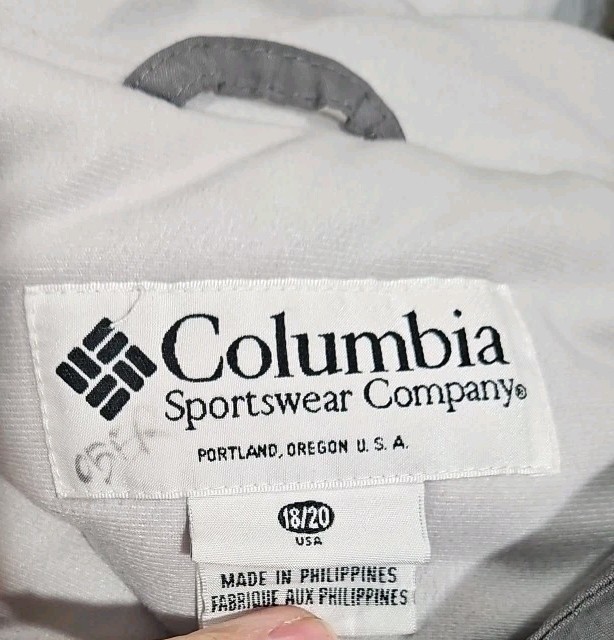 Columbia
Sportswear Company®
PORTLAND, OREGON U. S. A.
18/20
USA
MADE IN PHILIPPINES
FABRIQUE AUX PHILIPPINES